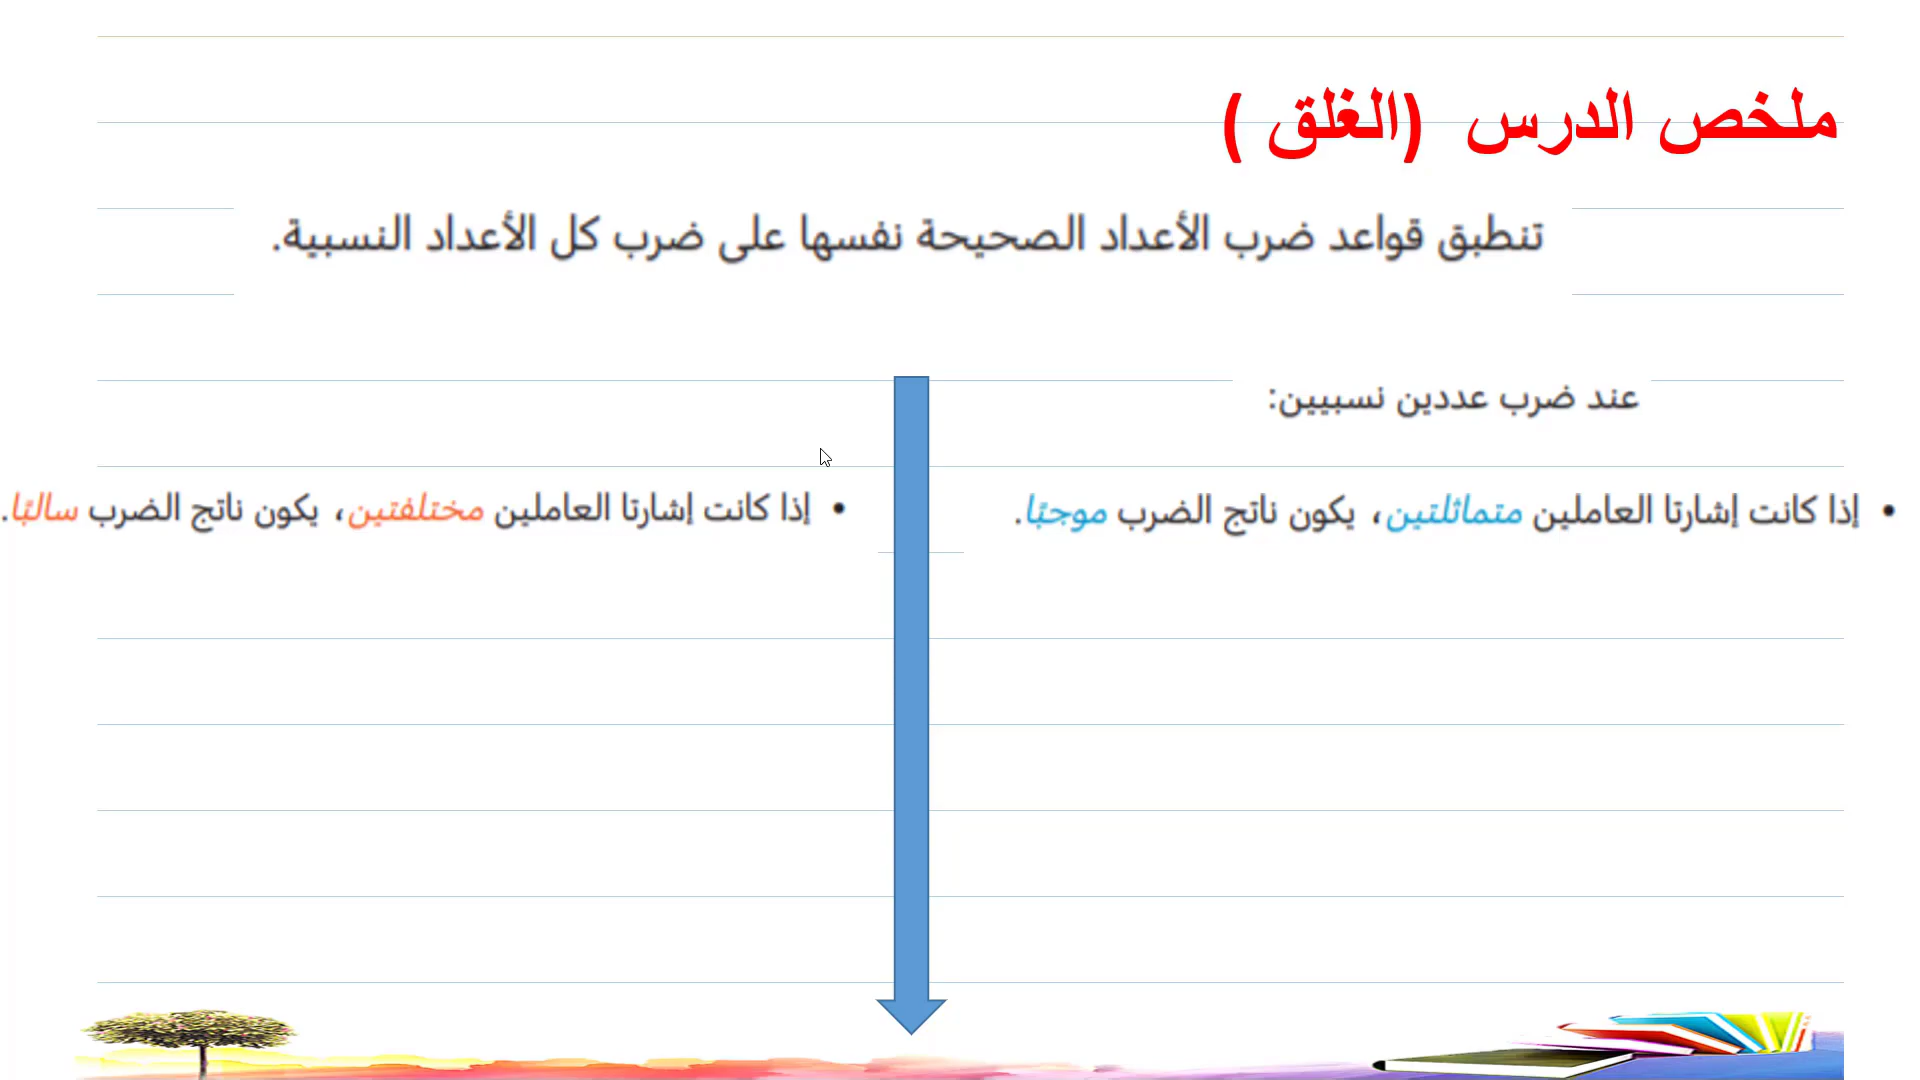 ملخص الدرس (الغلق )
تنطبق قواعد ضرب الأعداد الصحيحة نفسها على ضرب كل الأعداد النسبية.
عند ضرب عددين نسبيين:
• إذا كانت إشارتا العاملين متماثلتين، يكون ناتج الضرب موجبًا.
• إذا كانت إشارتا العاملين مختلفتين، يكون ناتج الضرب سالبًا.